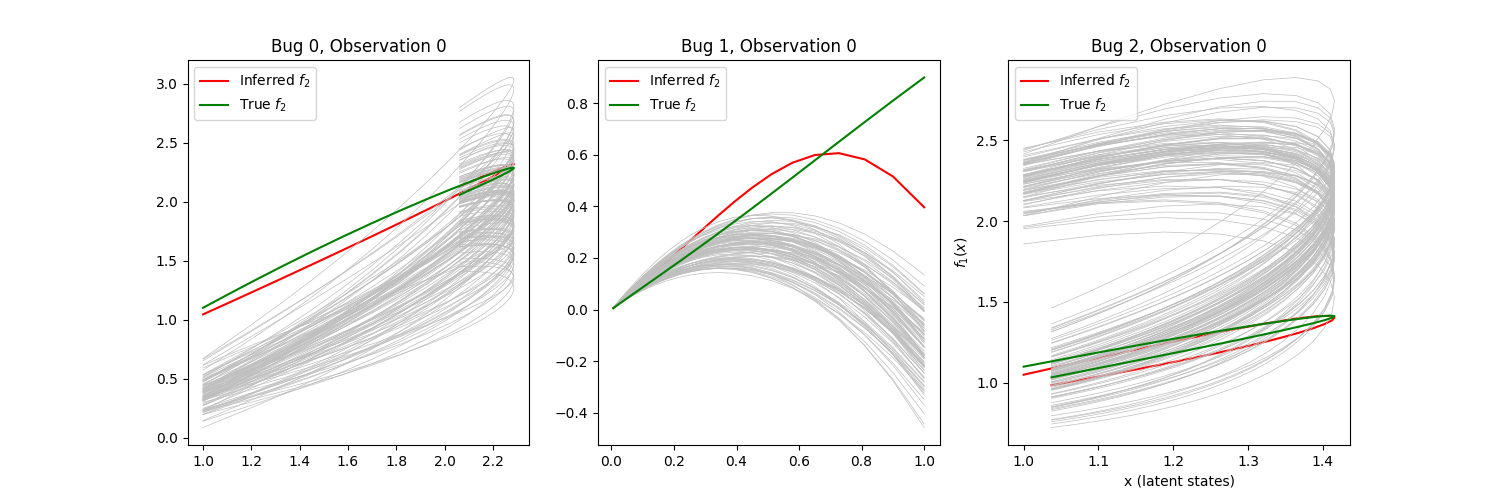 Bug 0, Observation 0
Inferred f₂
True f₂
3.0
2.5
2.0
1.5
1.0
0.5
0.0
1.0 1.2 1.4 1.6 1.8 2.0 2.2
Bug 1, Observation 0
Inferred f₂
True f₂
0.8
0.6
0.4
0.2
0.0
−0.2
−0.4
0.0 0.2 0.4 0.6 0.8 1.0
Bug 2, Observation 0
Inferred f₂
True f₂
f₁(x)
2.5
2.0
1.5
1.0
1.0 1.1 1.2 1.3 1.4
x (latent states)